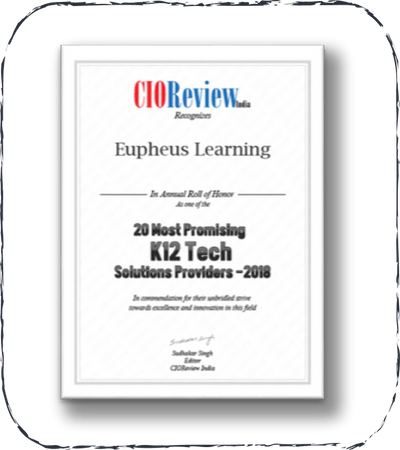 CIOReview India
Recognizes
Eupheus Learning
In Annual Roll of Honor
As one of the
20 Most Promising
K12 Tech
Solutions Providers -2018
In commendation for their unbridled strive
towards excellence and innovation in this field
Sudhakar Singh
Sudhakar Singh
Editor
CIOReview India